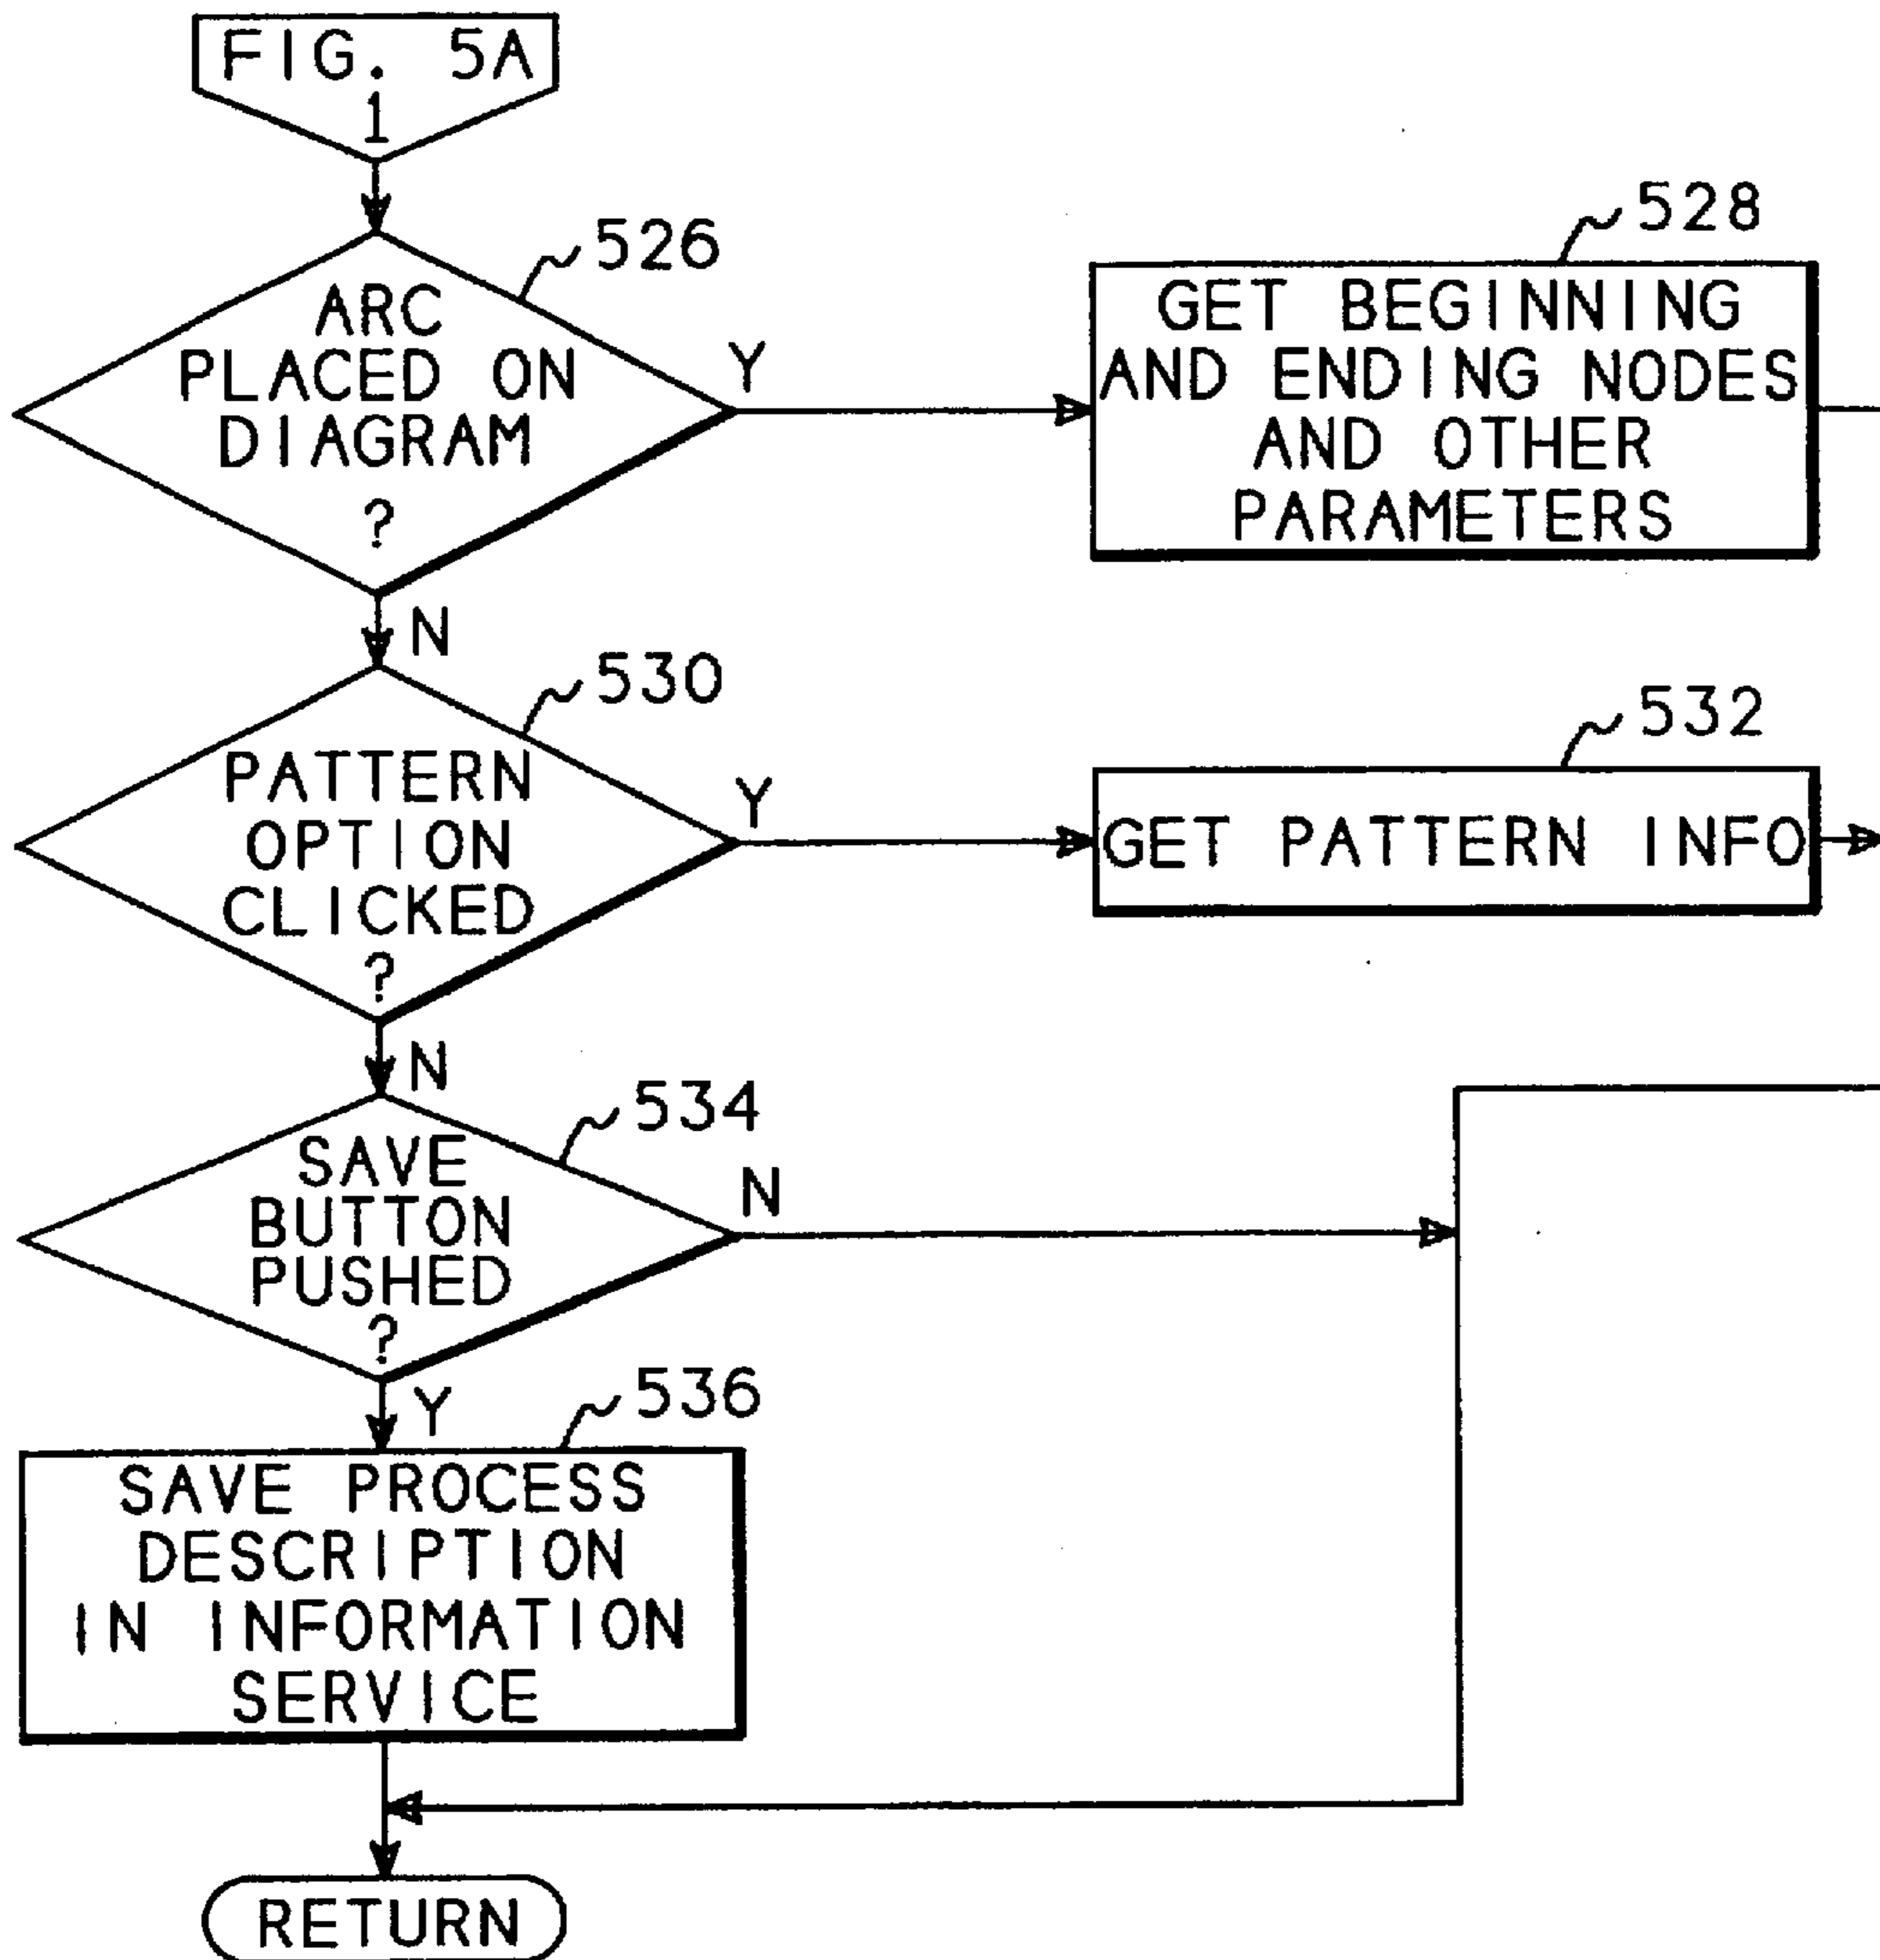 FIG. 5A
1
526
ARC
PLACED ON
DIAGRAM
?
Y
528
GET BEGINNING
AND ENDING NODES
AND OTHER
PARAMETERS
N
530
PATTERN
OPTION
CLICKED
?
Y
532
GET PATTERN INFO
N
534
SAVE
BUTTON
PUSHED
?
N
Y
536
SAVE PROCESS
DESCRIPTION
IN INFORMATION
SERVICE
RETURN